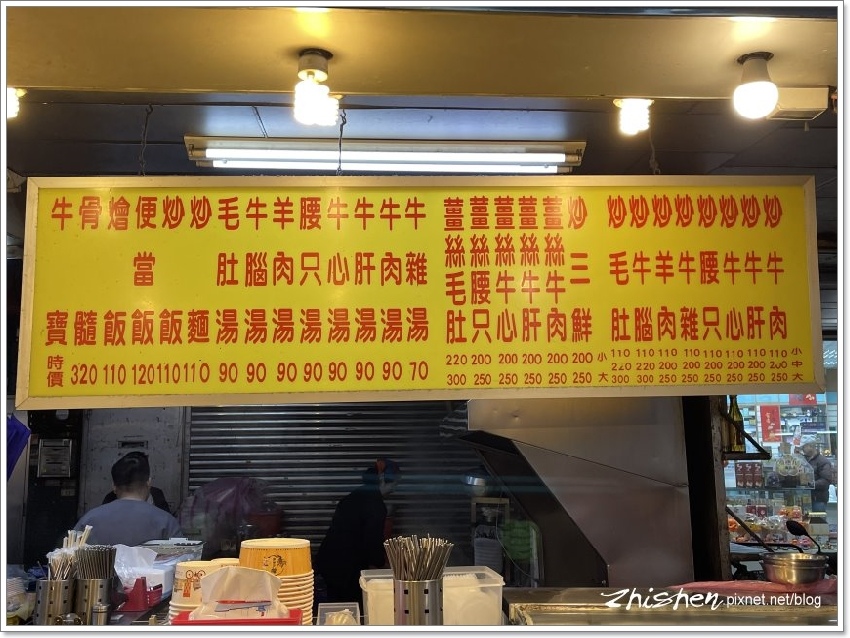 牛寶 時價
骨髓 320
燴飯 110
便當飯 120
炒飯 110
炒麵 110
毛肚湯 90
牛腦湯 90
羊肉湯 90
腰只湯 90
牛心湯 90
牛肝湯 90
牛肉湯 90
牛雜湯 70
薑絲毛肚 220 300
薑絲腰只 200 250
薑絲牛心 200 250
薑絲牛肝 200 250
薑絲牛肉 200 250
炒三鮮 200 250
小 大
炒毛肚 110 220 300
炒牛腦 110 220 300
炒羊肉 110 200 250
炒牛雜 110 200 250
炒腰只 110 200 250
炒牛心 110 200 250
炒牛肝 110 200 250
炒牛肉 110 200 250
小 中 大
zhishen.pixnet.net/blog